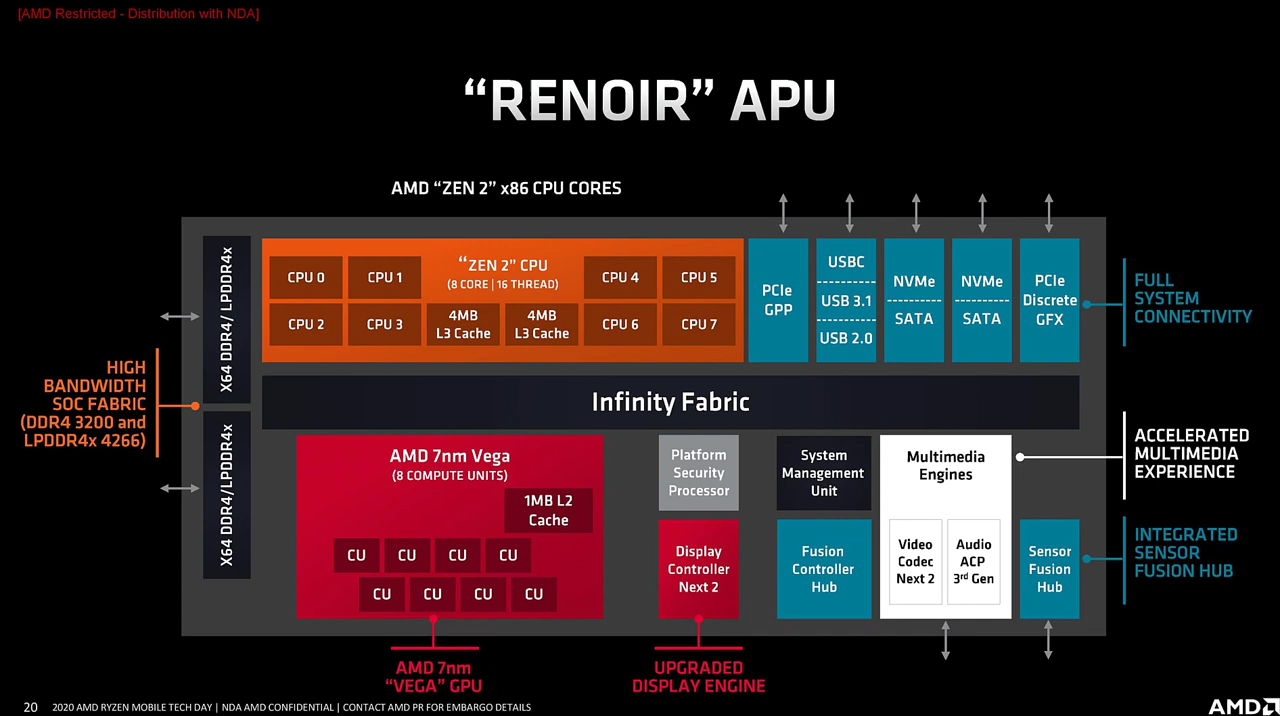 [AMD Restricted - Distribution with NDA]
“RENOIR” APU
AMD “ZEN 2” x86 CPU CORES
X64 DDR4/ LPDDR4x
X64 DDR4/LPDDR4x
HIGH
BANDWIDTH
SOC FABRIC
(DDR4 3200 and
LPDDR4x 4266)
CPU 0
CPU 1
CPU 2
CPU 3
“ZEN 2” CPU
(8 CORE | 16 THREAD)
4MB
L3 Cache
4MB
L3 Cache
CPU 4
CPU 5
CPU 6
CPU 7
PCIe
GPP
USBC
USB 3.1
USB 2.0
NVMe
SATA
NVMe
SATA
PCIe
Discrete
GFX
FULL
SYSTEM
CONNECTIVITY
Infinity Fabric
AMD 7nm Vega
(8 COMPUTE UNITS)
1MB L2
Cache
CU CU CU CU
CU CU CU CU
Platform
Security
Processor
Display
Controller
Next 2
System
Management
Unit
Fusion
Controller
Hub
Multimedia
Engines
Video
Codec
Next 2
Audio
ACP
3rd Gen
Sensor
Fusion
Hub
ACCELERATED
MULTIMEDIA
EXPERIENCE
INTEGRATED
SENSOR
FUSION HUB
AMD 7nm
“VEGA” GPU
UPGRADED
DISPLAY ENGINE
20 2020 AMD RYZEN MOBILE TECH DAY | NDA AMD CONFIDENTIAL | CONTACT AMD PR FOR EMBARGO DETAILS
AMD